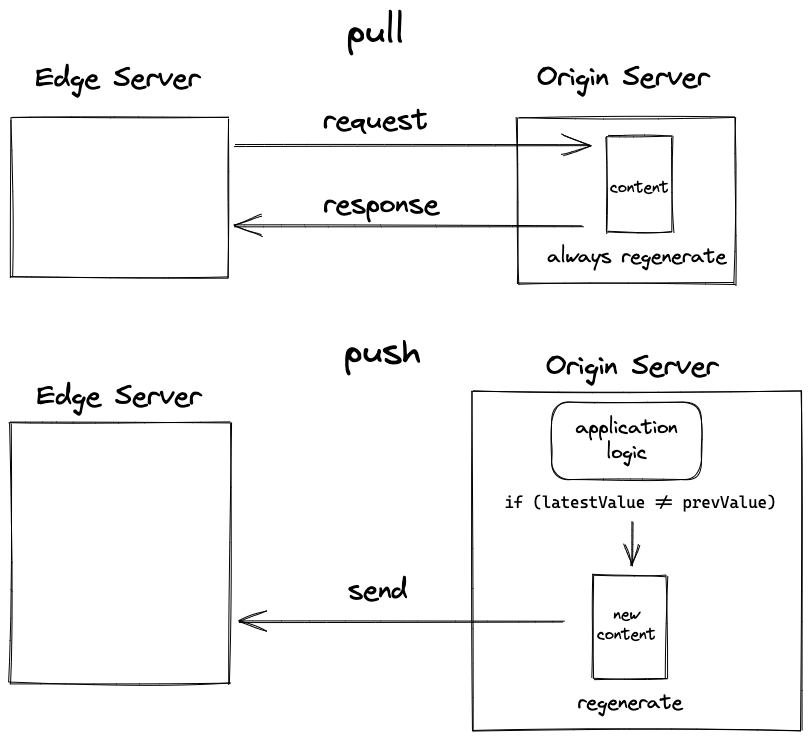 pull
Edge Server
Origin Server
request
content
response
always regenerate
push
Edge Server
Origin Server
application
logic
if (latestValue ≠ prevValue)
send
new
content
regenerate